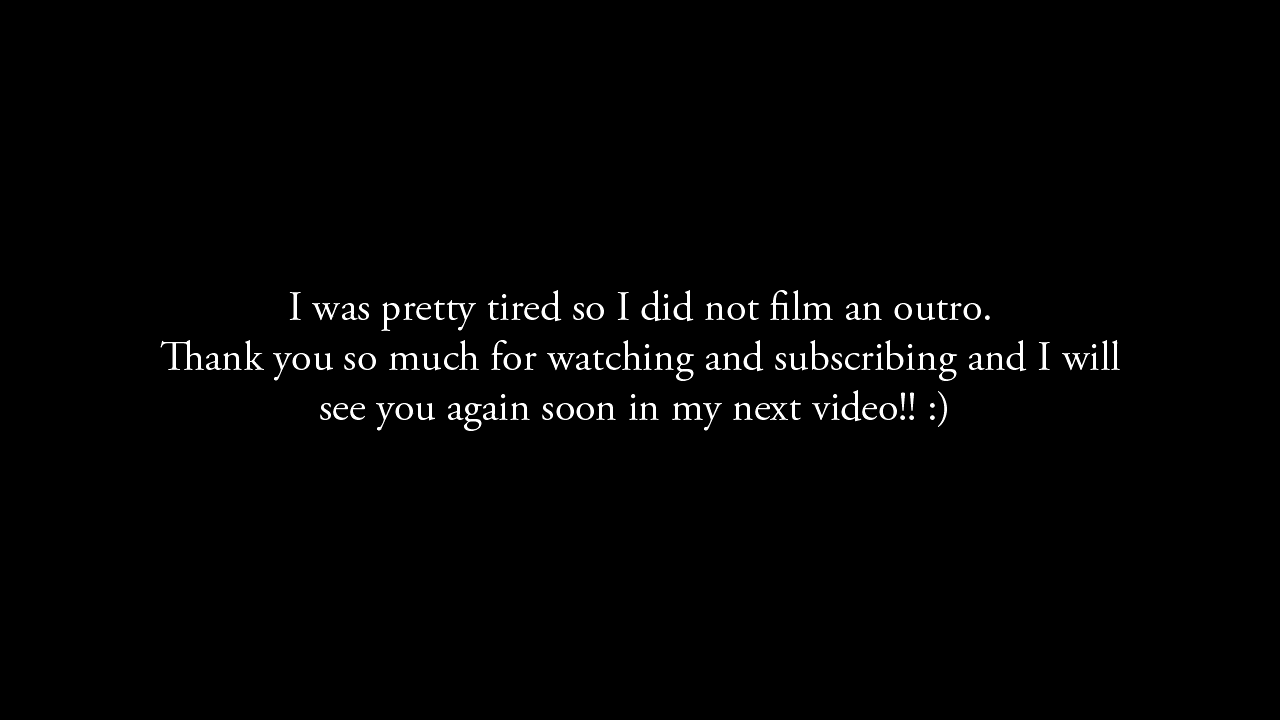 I was pretty tired so I did not film an outro.
Thank you so much for watching and subscribing and I will
see you again soon in my next video!! :)